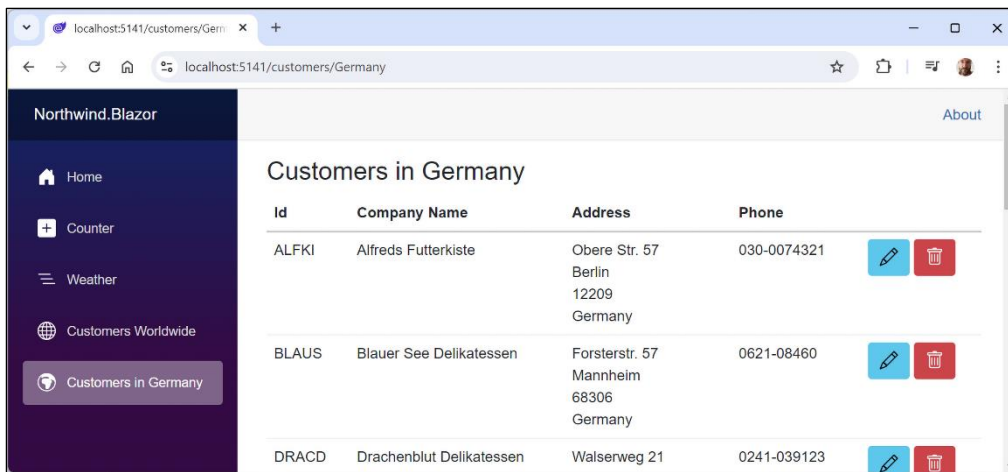 localhost:5141/customers/Germ
localhost:5141/customers/Germany
Northwind.Blazor
About
Home
Counter
Weather
Customers Worldwide
Customers in Germany
Customers in Germany
Id Company Name Address Phone
ALFKI Alfreds Futterkiste Obere Str. 57 030-0074321
Berlin
12209
Germany
BLAUS Blauer See Delikatessen Forsterstr. 57 0621-08460
Mannheim
68306
Germany
DRACD Drachenblut Delikatessen Walserweg 21 0241-039123